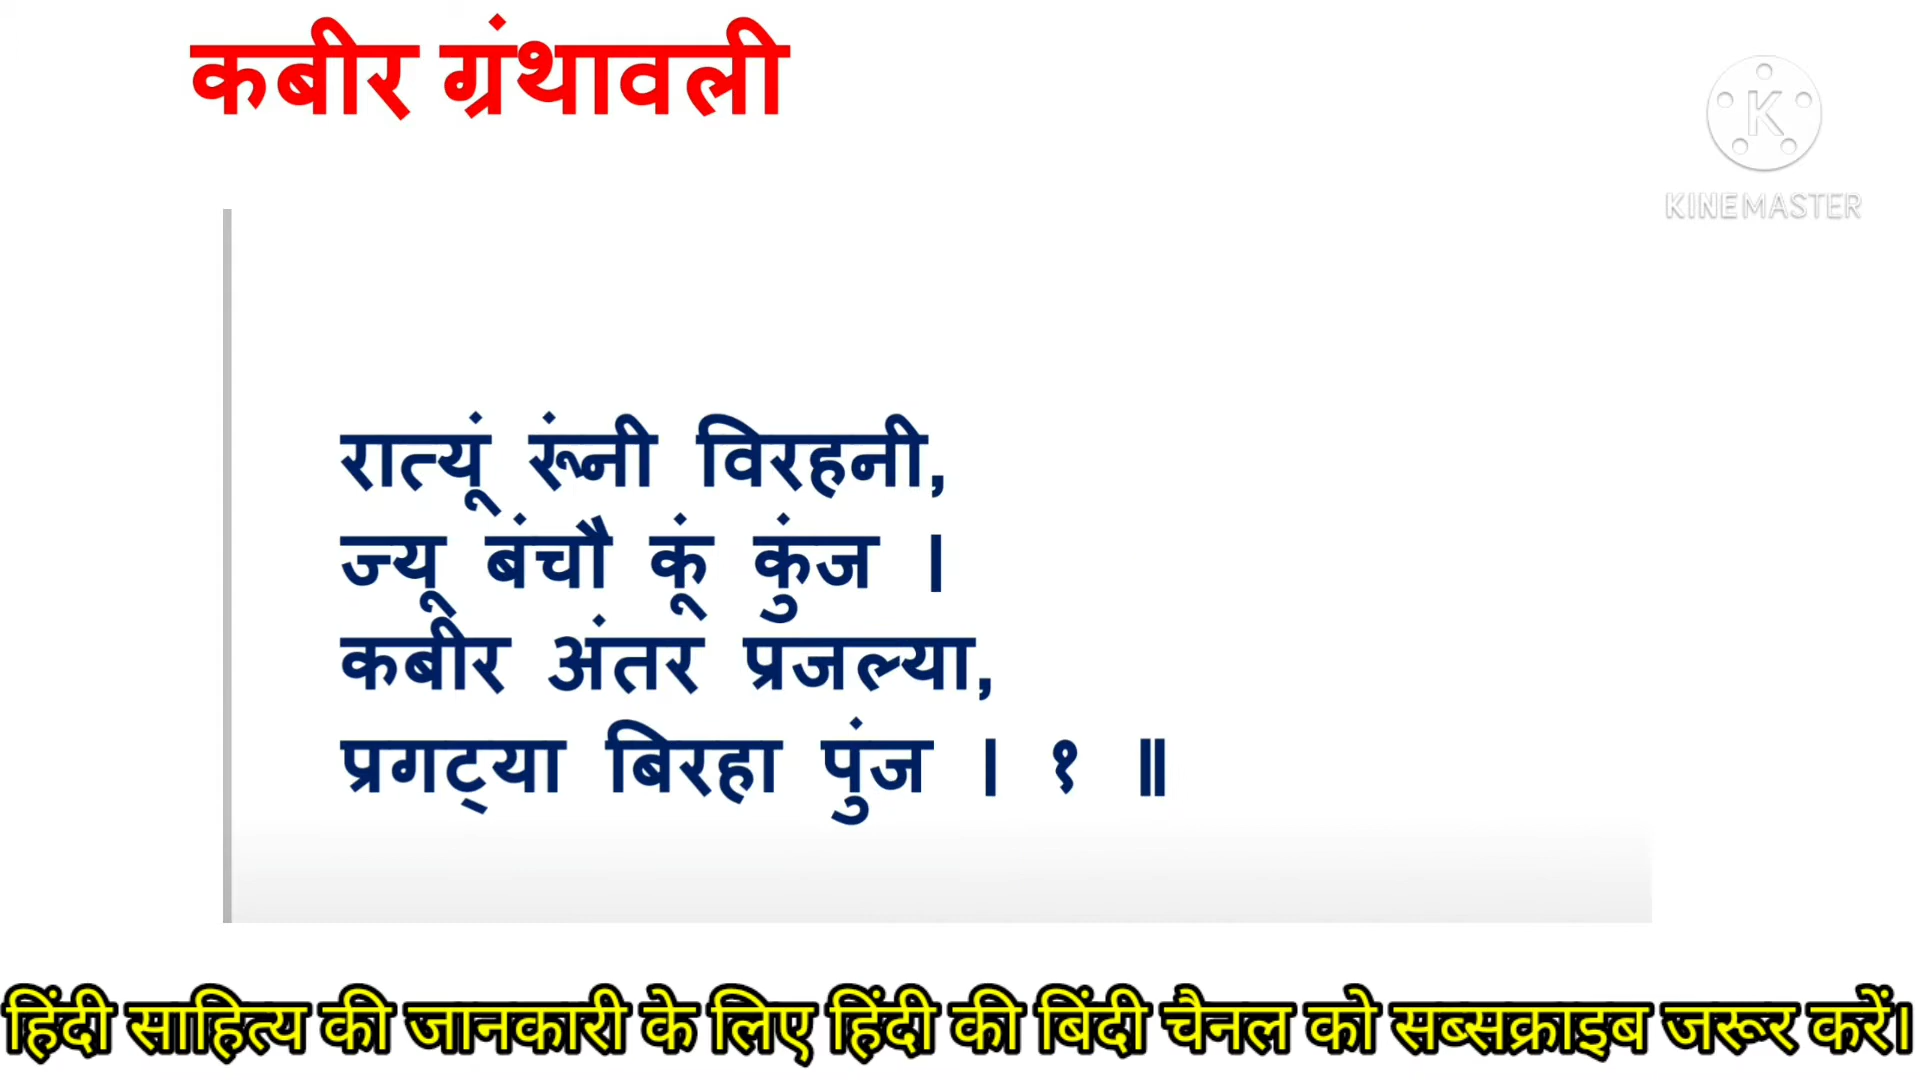 कबीर ग्रंथावली
K
KINEMASTER
रात्यूं रूंनी विरहनी,
ज्यू बंचौ कूं कुंज ।
कबीर अंतर प्रजल्या,
प्रगट्या बिरहा पुंज । १ ॥
हिंदी साहित्य की जानकारी के लिए हिंदी की बिंदी चैनल को सब्सक्राइब जरूर करें।